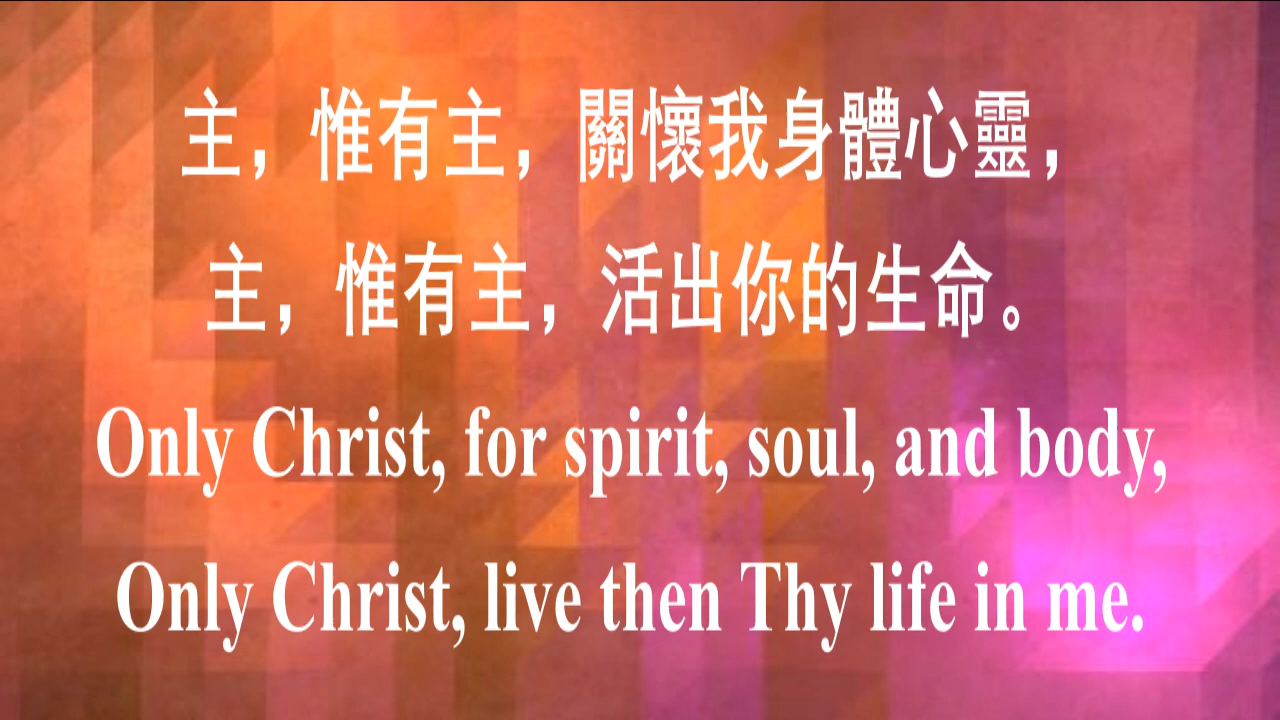 主，惟有主，關懷我身體心靈，
主，惟有主，活出你的生命。
Only Christ, for spirit, soul, and body,
Only Christ, live then Thy life in me.